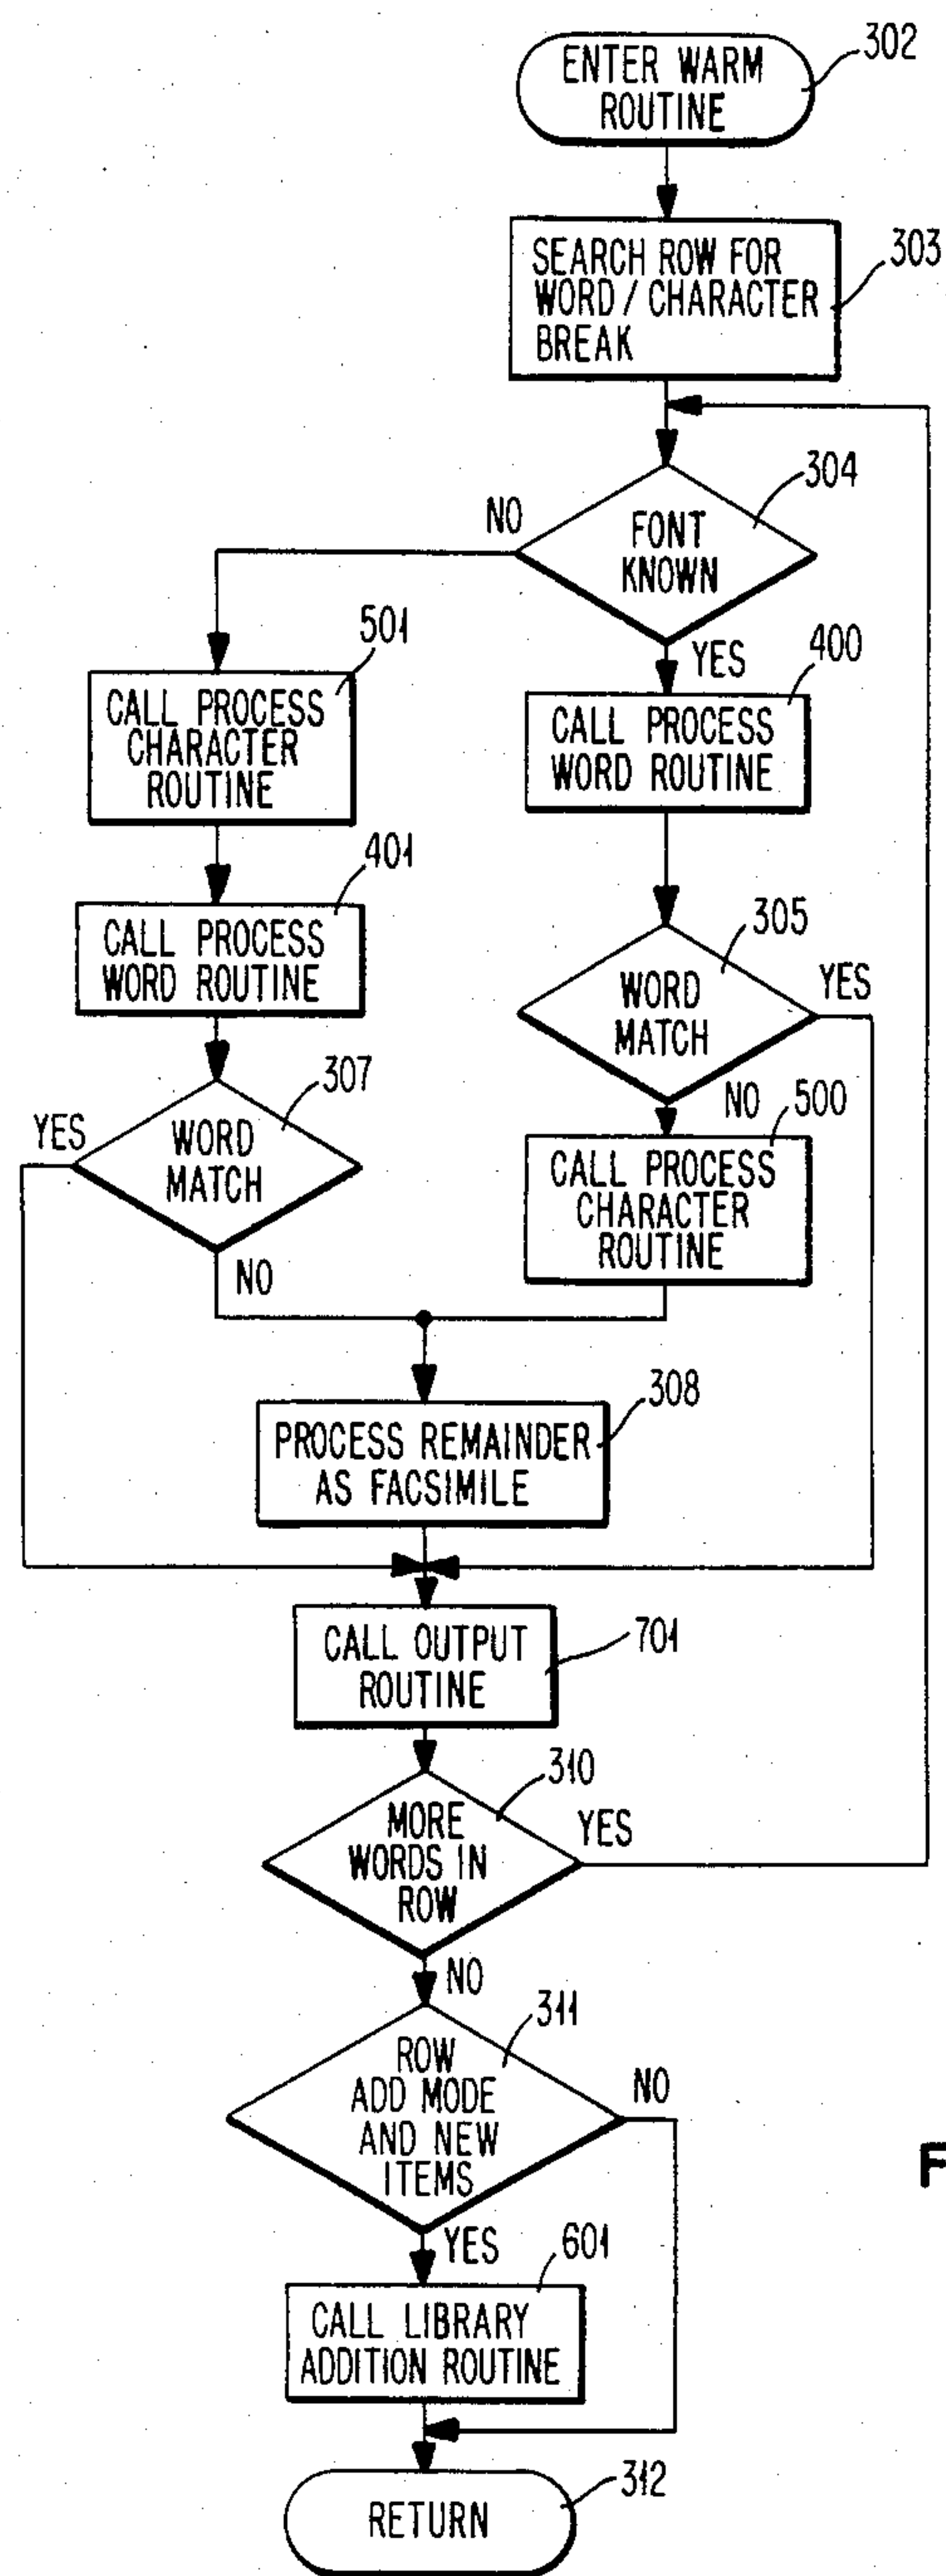 ENTER WARM
ROUTINE
302
SEARCH ROW FOR
WORD / CHARACTER
BREAK
303
FONT
KNOWN
304
NO
YES
501
CALL PROCESS
CHARACTER
ROUTINE
400
CALL PROCESS
WORD ROUTINE
401
CALL PROCESS
WORD ROUTINE
305
WORD
MATCH
YES
NO
307
WORD
MATCH
YES
NO
500
CALL PROCESS
CHARACTER
ROUTINE
308
PROCESS REMAINDER
AS FACSIMILE
CALL OUTPUT
ROUTINE
701
310
MORE
WORDS IN
ROW
YES
NO
311
ROW
ADD MODE
AND NEW
ITEMS
NO
YES
601
CALL LIBRARY
ADDITION ROUTINE
RETURN
312
F